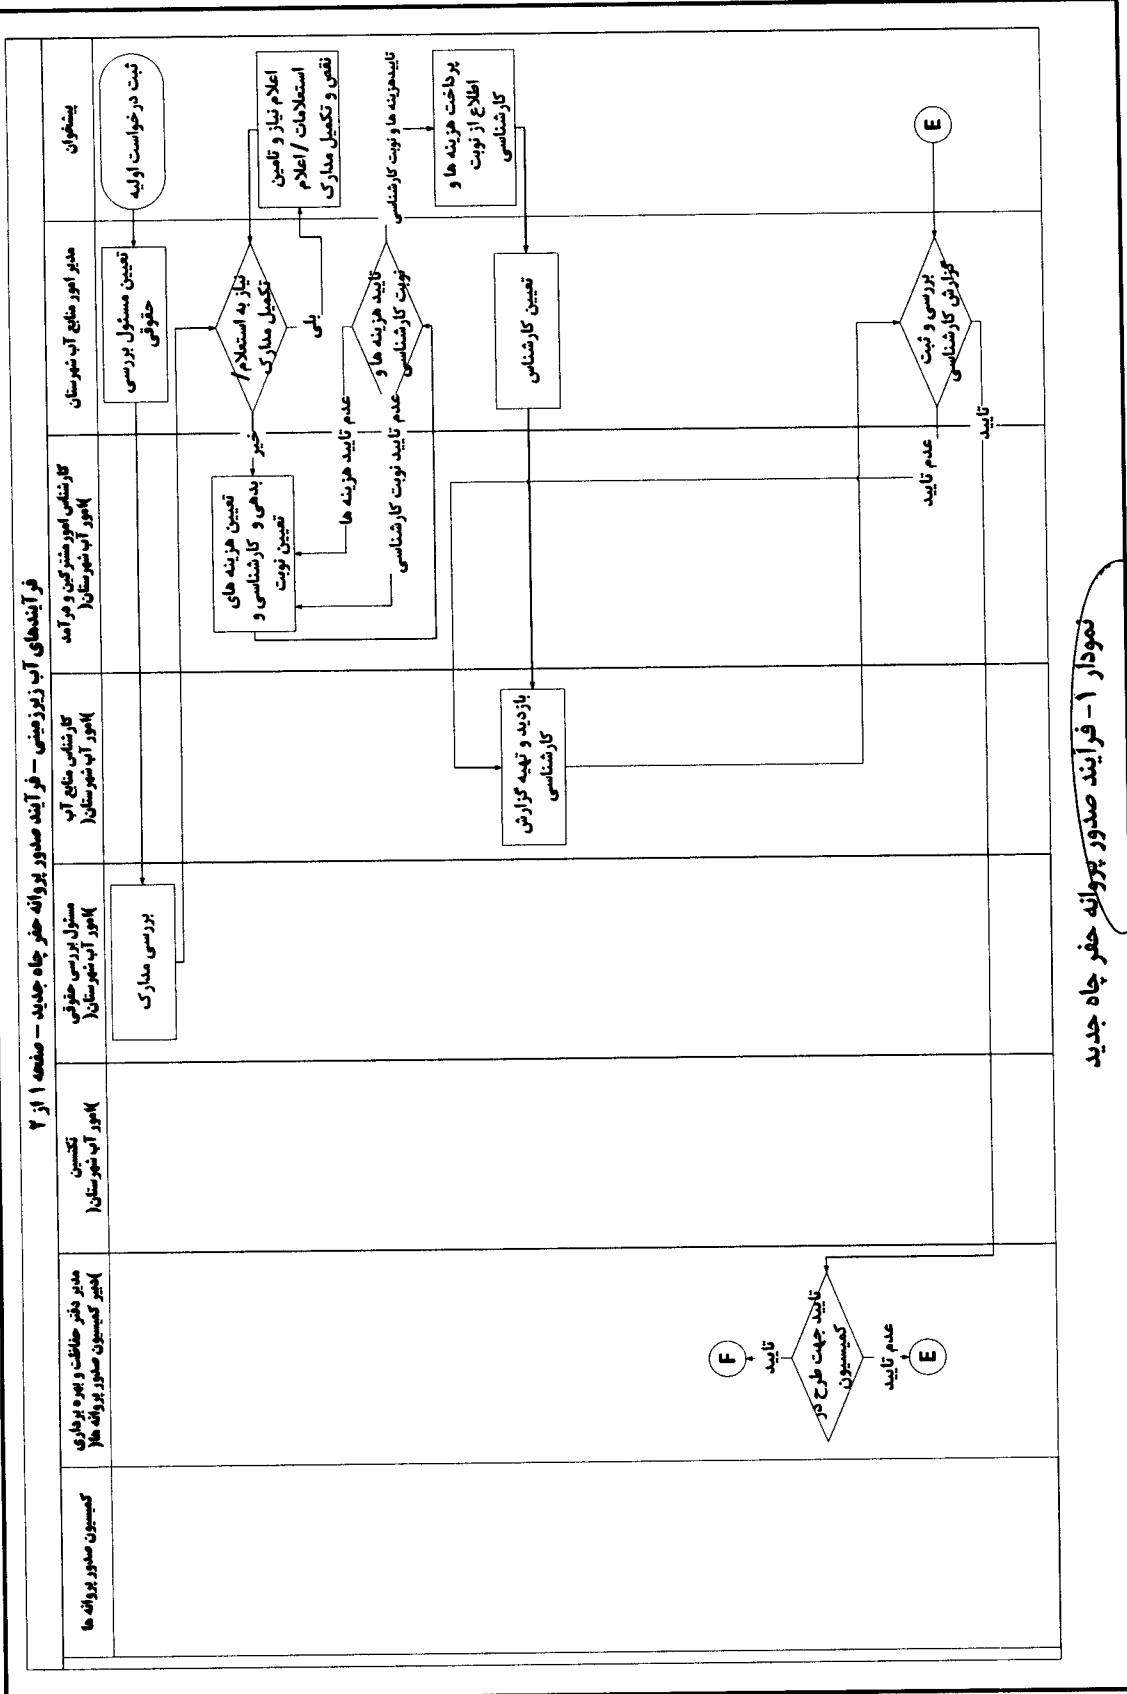 فرآیندهای آب زیرزمینی – فرآیند صدور پروانه حفر چاه جدید – صفحه ۱ از ۲
پیشخوان
مدیر امور منابع آب شهرستان
کارشناس امور مشترکین و درآمد
)امور آب شهرستان(
کارشناس منابع آب
)امور آب شهرستان(
مسئول بررسی حقوقی
)امور آب شهرستان(
تکنسین
)امور آب شهرستان(
مدیر دفتر حفاظت و بهره برداری
)دبیر کمیسیون صدور پروانه ها(
کمیسیون صدور پروانه ها
ثبت درخواست اولیه
تعیین مسئول بررسی
حقوقی
بررسی مدارک
نیاز به استعلام/
تکمیل مدارک
بلی
خیر
اعلام نیاز و تامین
استعلامات / اعلام
نقص و تکمیل مدارک
تعیین هزینه های
بدهی و کارشناسی و
تعیین نوبت
تایید هزینه ها و
نوبت کارشناسی
عدم تایید هزینه ها
عدم تایید نوبت کارشناسی
تاییدهزینه ها و نوبت کارشناسی
پرداخت هزینه ها و
اطلاع از نوبت
کارشناسی
تعیین کارشناس
بازدید و تهیه گزارش
کارشناسی
E
بررسی و ثبت
گزارش کارشناسی
عدم تایید
تایید
تایید جهت طرح در
کمیسیون
تایید
F
عدم تایید
E
نمودار ۱- فرآیند صدور پروانه حفر چاه جدید